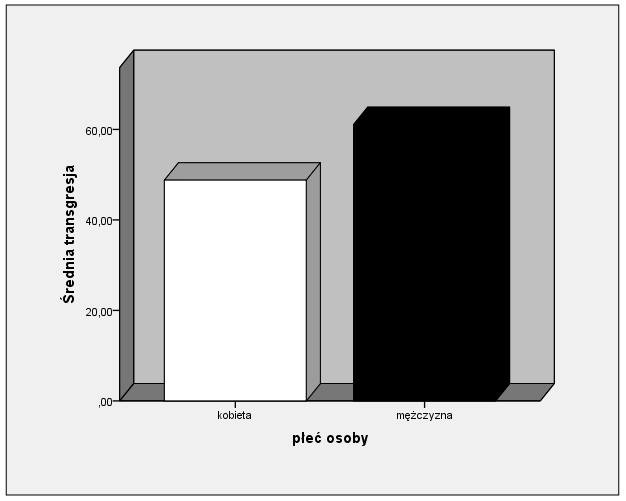 Średnia transgresja
60,00
40,00
20,00
,00
kobieta
mężczyzna
płeć osoby